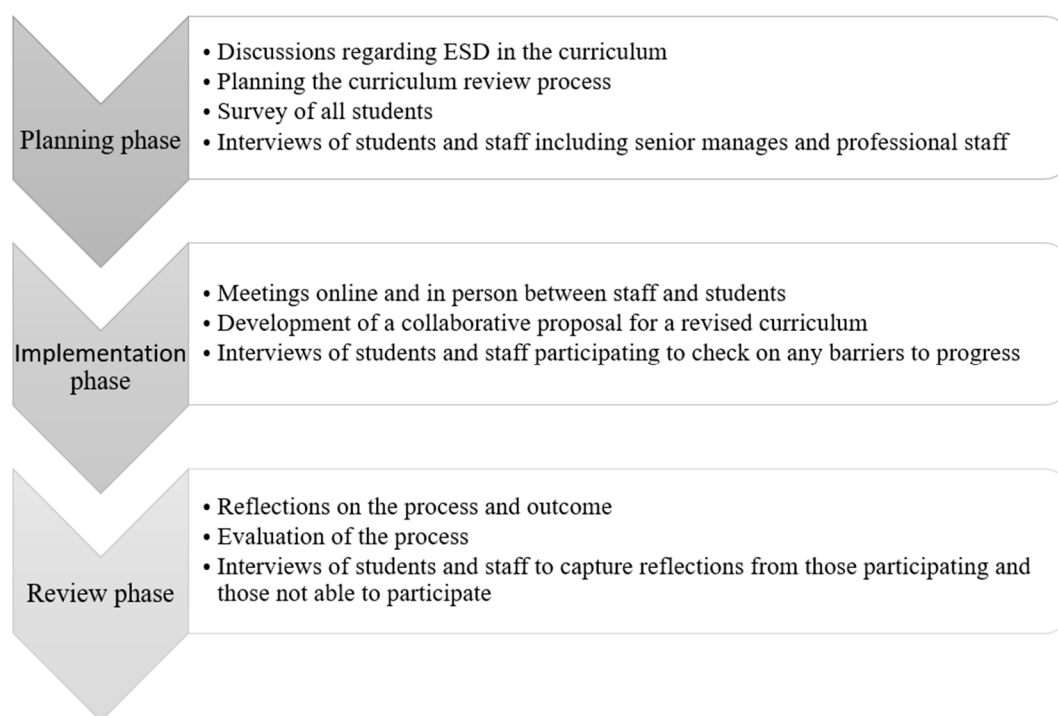 Planning phase
• Discussions regarding ESD in the curriculum
• Planning the curriculum review process
• Survey of all students
• Interviews of students and staff including senior manages and professional staff
Implementation
phase
• Meetings online and in person between staff and students
• Development of a collaborative proposal for a revised curriculum
• Interviews of students and staff participating to check on any barriers to progress
Review phase
• Reflections on the process and outcome
• Evaluation of the process
• Interviews of students and staff to capture reflections from those participating and
those not able to participate